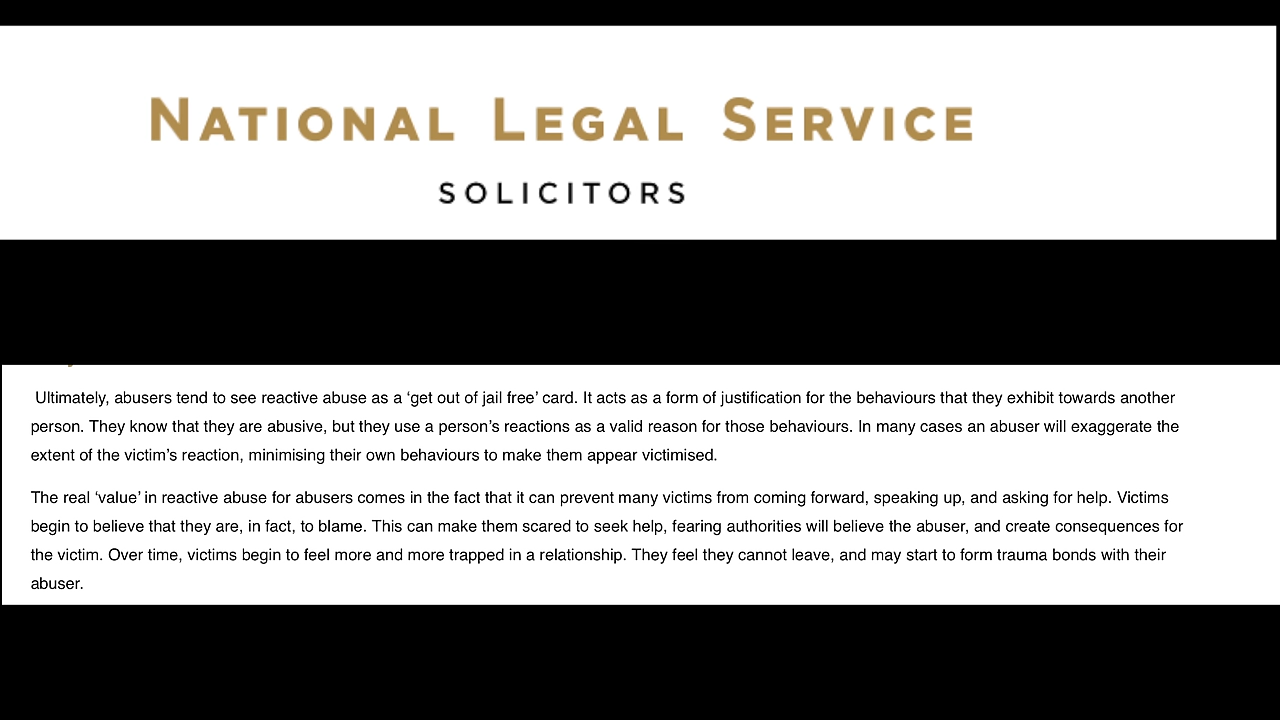 NATIONAL LEGAL SERVICE
SOLICITORS
Ultimately, abusers tend to see reactive abuse as a ‘get out of jail free’ card. It acts as a form of justification for the behaviours that they exhibit towards another
person. They know that they are abusive, but they use a person’s reactions as a valid reason for those behaviours. In many cases an abuser will exaggerate the
extent of the victim’s reaction, minimising their own behaviours to make them appear victimised.
The real ‘value’ in reactive abuse for abusers comes in the fact that it can prevent many victims from coming forward, speaking up, and asking for help. Victims
begin to believe that they are, in fact, to blame. This can make them scared to seek help, fearing authorities will believe the abuser, and create consequences for
the victim. Over time, victims begin to feel more and more trapped in a relationship. They feel they cannot leave, and may start to form trauma bonds with their
abuser.